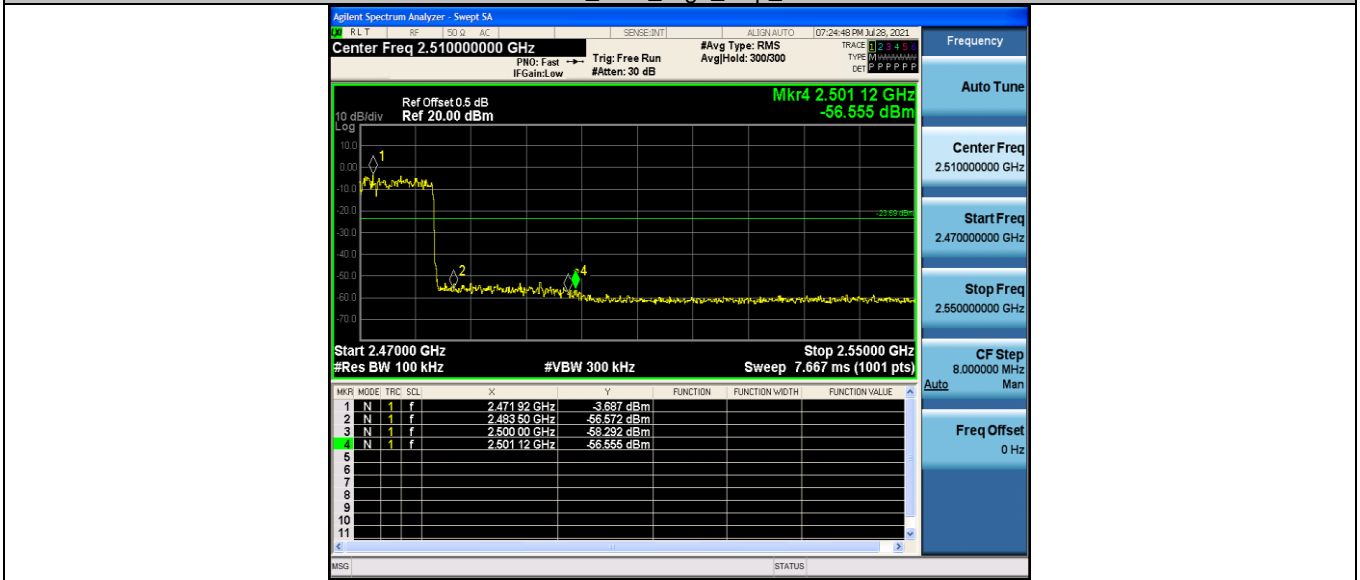 Agilent Spectrum Analyzer - Swept SA
RLT RF 50 Ω AC SENSE:INT ALIGN AUTO 07:24:48 PM Jul 28, 2021
Center Freq 2.510000000 GHz
PNO: Fast
IFGain:Low
Trig: Free Run
#Atten: 30 dB
#Avg Type: RMS
Avg|Hold: 300/300
TRACE 1 2 3 4 5 6
TYPE M
DET P P P P P P
Mkr4 2.501 12 GHz
-56.555 dBm
Ref Offset 0.5 dB
10 dB/div Ref 20.00 dBm
Log
10.0
0.00
-10.0
-20.0
-30.0
-40.0
-50.0
-60.0
-70.0
1
2
4
-23.69 dBm
Start 2.47000 GHz Stop 2.55000 GHz
#Res BW 100 kHz #VBW 300 kHz Sweep 7.667 ms (1001 pts)
MKR MODE TRC SCL X Y FUNCTION FUNCTION WIDTH FUNCTION VALUE
1 N 1 f 2.471 92 GHz -3.687 dBm
2 N 1 f 2.483 50 GHz -56.572 dBm
3 N 1 f 2.500 00 GHz -58.292 dBm
4 N 1 f 2.501 12 GHz -56.555 dBm
5
6
7
8
9
10
11
MSG STATUS
Frequency
Auto Tune
Center Freq
2.510000000 GHz
Start Freq
2.470000000 GHz
Stop Freq
2.550000000 GHz
CF Step
8.000000 MHz
Auto Man
Freq Offset
0 Hz